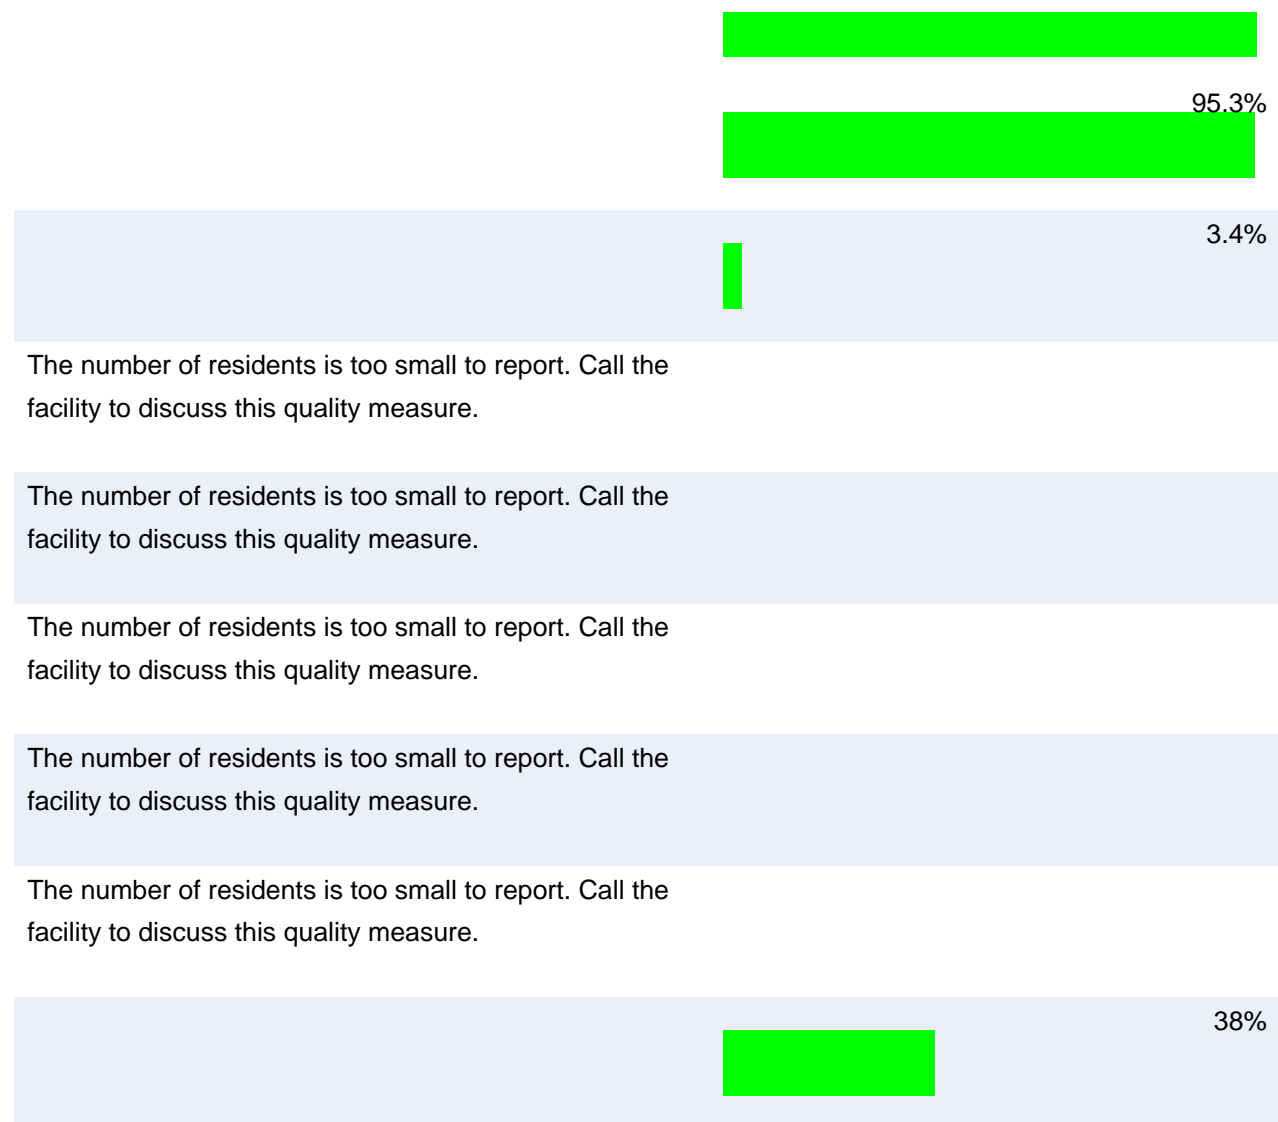 95.3%
3.4%
The number of residents is too small to report. Call the
facility to discuss this quality measure.
The number of residents is too small to report. Call the
facility to discuss this quality measure.
The number of residents is too small to report. Call the
facility to discuss this quality measure.
The number of residents is too small to report. Call the
facility to discuss this quality measure.
The number of residents is too small to report. Call the
facility to discuss this quality measure.
38%